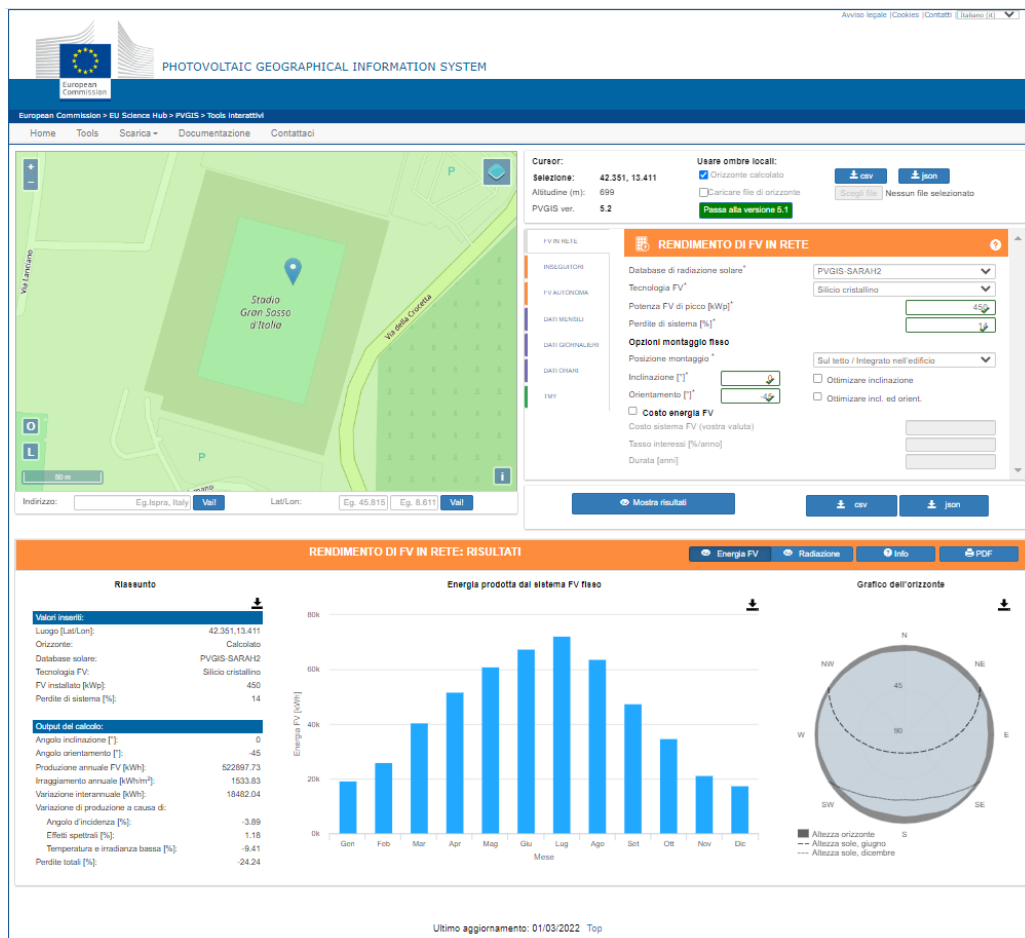 Avviso legale |Cookies |Contatti | Italiano (it)
European
Commission
PHOTOVOLTAIC GEOGRAPHICAL INFORMATION SYSTEM
European Commission > EU Science Hub > PVGIS > Tools interattivi
Home Tools Scarica Documentazione Contattaci
+
−
P
Via Lanciano
Stadio
Gran Sasso
d'Italia
Via della Crocetta
O
L
P
50 m
i
Indirizzo: Eg.Ispra, Italy Vai! Lat/Lon: Eg. 45.815 Eg. 8.611 Vai!
Cursor:
Selezione: 42.351, 13.411
Altitudine (m): 699
PVGIS ver. 5.2
Usare ombre locali:
Orizzonte calcolato
Caricare file di orizzonte
Passa alla versione 5.1
csv json
Scegli file Nessun file selezionato
FV IN RETE
INSEGUITORI
FV AUTONOMA
DATI MENSILI
DATI GIORNALIERI
DATI ORARI
TMY
RENDIMENTO DI FV IN RETE
?
Database di radiazione solare* PVGIS-SARAH2
Tecnologia FV* Silicio cristallino
Potenza FV di picco [kWp]* 450
Perdite di sistema [%]* 14
Opzioni montaggio fisso
Posizione montaggio * Sul tetto / Integrato nell'edificio
Inclinazione [°]* 0 Ottimizare inclinazione
Orientamento [°]* -45 Ottimizare incl. ed orient.
Costo energia FV
Costo sistema FV (vostra valuta)
Tasso interessi [%/anno]
Durata [anni]
Mostra risultati csv json
RENDIMENTO DI FV IN RETE: RISULTATI
Energia FV Radiazione Info PDF
Riassunto
Valori inseriti:
Luogo [Lat/Lon]: 42.351,13.411
Orizzonte: Calcolato
Database solare: PVGIS-SARAH2
Tecnologia FV: Silicio cristallino
FV installato [kWp]: 450
Perdite di sistema [%]: 14
Output del calcolo:
Angolo inclinazione [°]: 0
Angolo orientamento [°]: -45
Produzione annuale FV [kWh]: 522897.73
Irraggiamento annuale [kWh/m²]: 1533.83
Variazione interannuale [kWh]: 18482.04
Variazione di produzione a causa di:
Angolo d'incidenza [%]: -3.89
Effetti spettrali [%]: 1.18
Temperatura e irradianza bassa [%]: -9.41
Perdite totali [%]: -24.24
Energia prodotta dal sistema FV fisso
Energia FV [kWh]
80k
60k
40k
20k
0k
Gen Feb Mar Apr Mag Giu Lug Ago Set Ott Nov Dic
Mese
Grafico dell'orizzonte
N
NW NE
45
W 90 E
SW SE
S
Altezza orizzonte
Altezza sole, giugno
Altezza sole, dicembre
Ultimo aggiornamento: 01/03/2022 Top